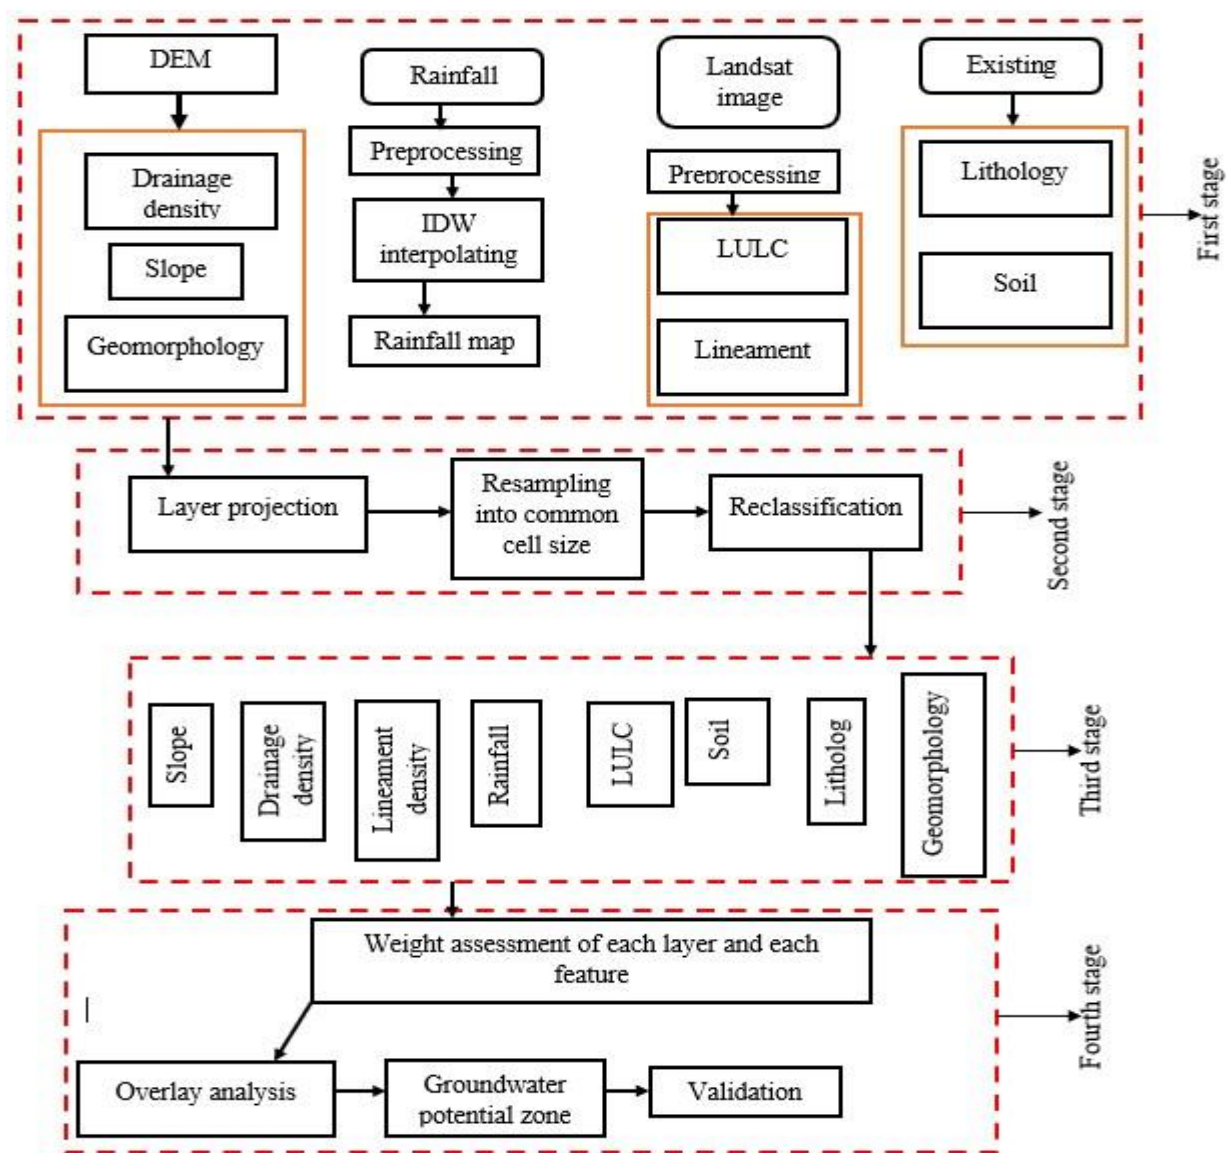 DEM
Drainage
density
Slope
Geomorphology
Rainfall
Preprocessing
IDW
interpolating
Rainfall map
Landsat
image
Preprocessing
LULC
Lineament
Existing
Lithology
Soil
First stage
Layer projection
Resampling
into common
cell size
Reclassification
Second stage
Slope
Drainage
density
Lineament
density
Rainfall
LULC
Soil
Litholog
Geomorphology
Third stage
Weight assessment of each layer and each
feature
Overlay analysis
Groundwater
potential zone
Validation
Fourth stage